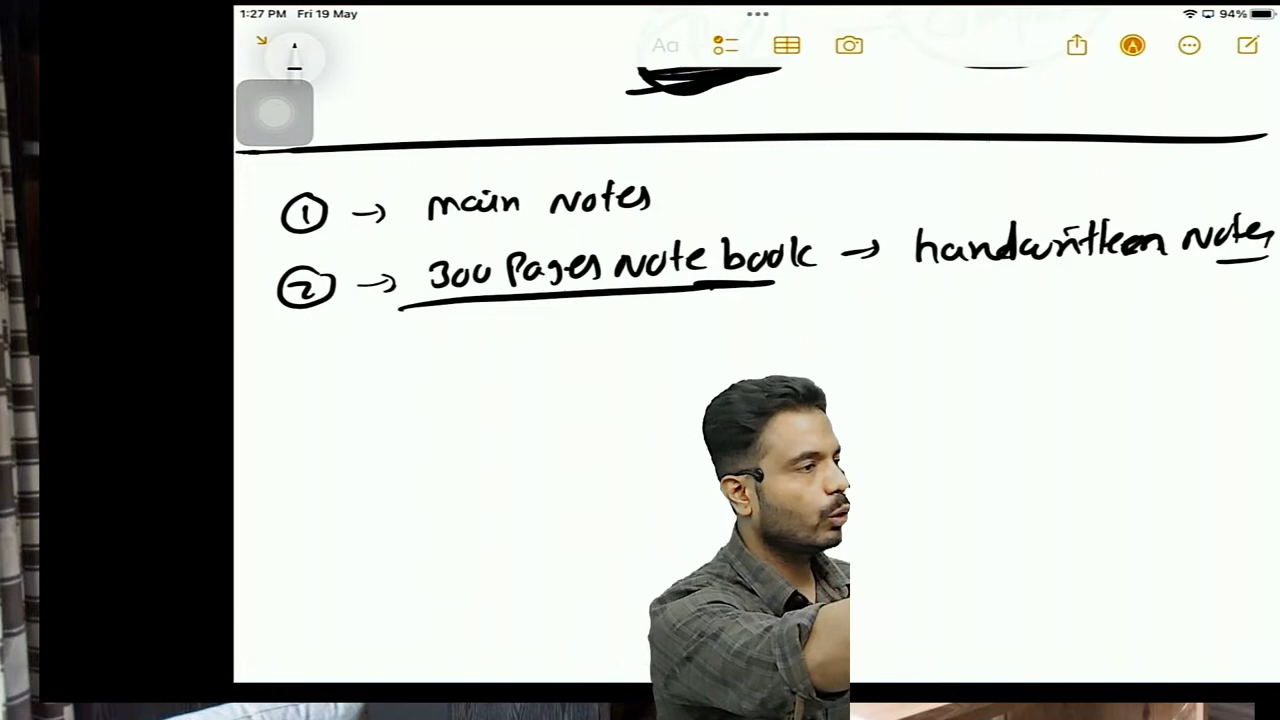 1:27 PM Fri 19 May 94%
Aa
① → main notes
② → 300 Pages Note book → handwritten notes